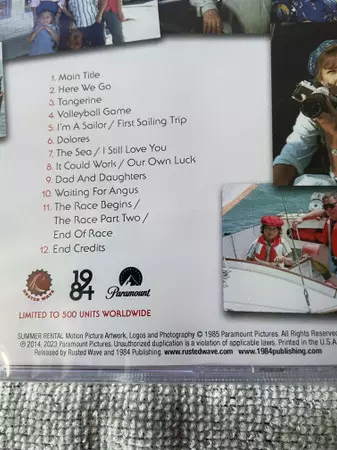 1. Main Title
2. Here We Go
3. Tangerine
4. Volleyball Game
5. I'm A Sailor / First Sailing Trip
6. Dolores
7. The Sea / I Still Love You
8. It Could Work / Our Own Luck
9. Dad And Daughters
10. Waiting For Angus
11. The Race Begins /
The Race Part Two /
End Of Race
12. End Credits
RUSTED WAVE
1984
Paramount
LIMITED TO 500 UNITS WORLDWIDE
SUMMER RENTAL Motion Picture Artwork, Logos and Photography © 1985 Paramount Pictures. All Rights Reserved
℗ 2014, 2023 Paramount Pictures. Unauthorized duplication is a violation of applicable laws. Printed in the U.S.A.
Released by Rusted Wave and 1984 Publishing. www.rustedwave.com • www.1984publishing.com